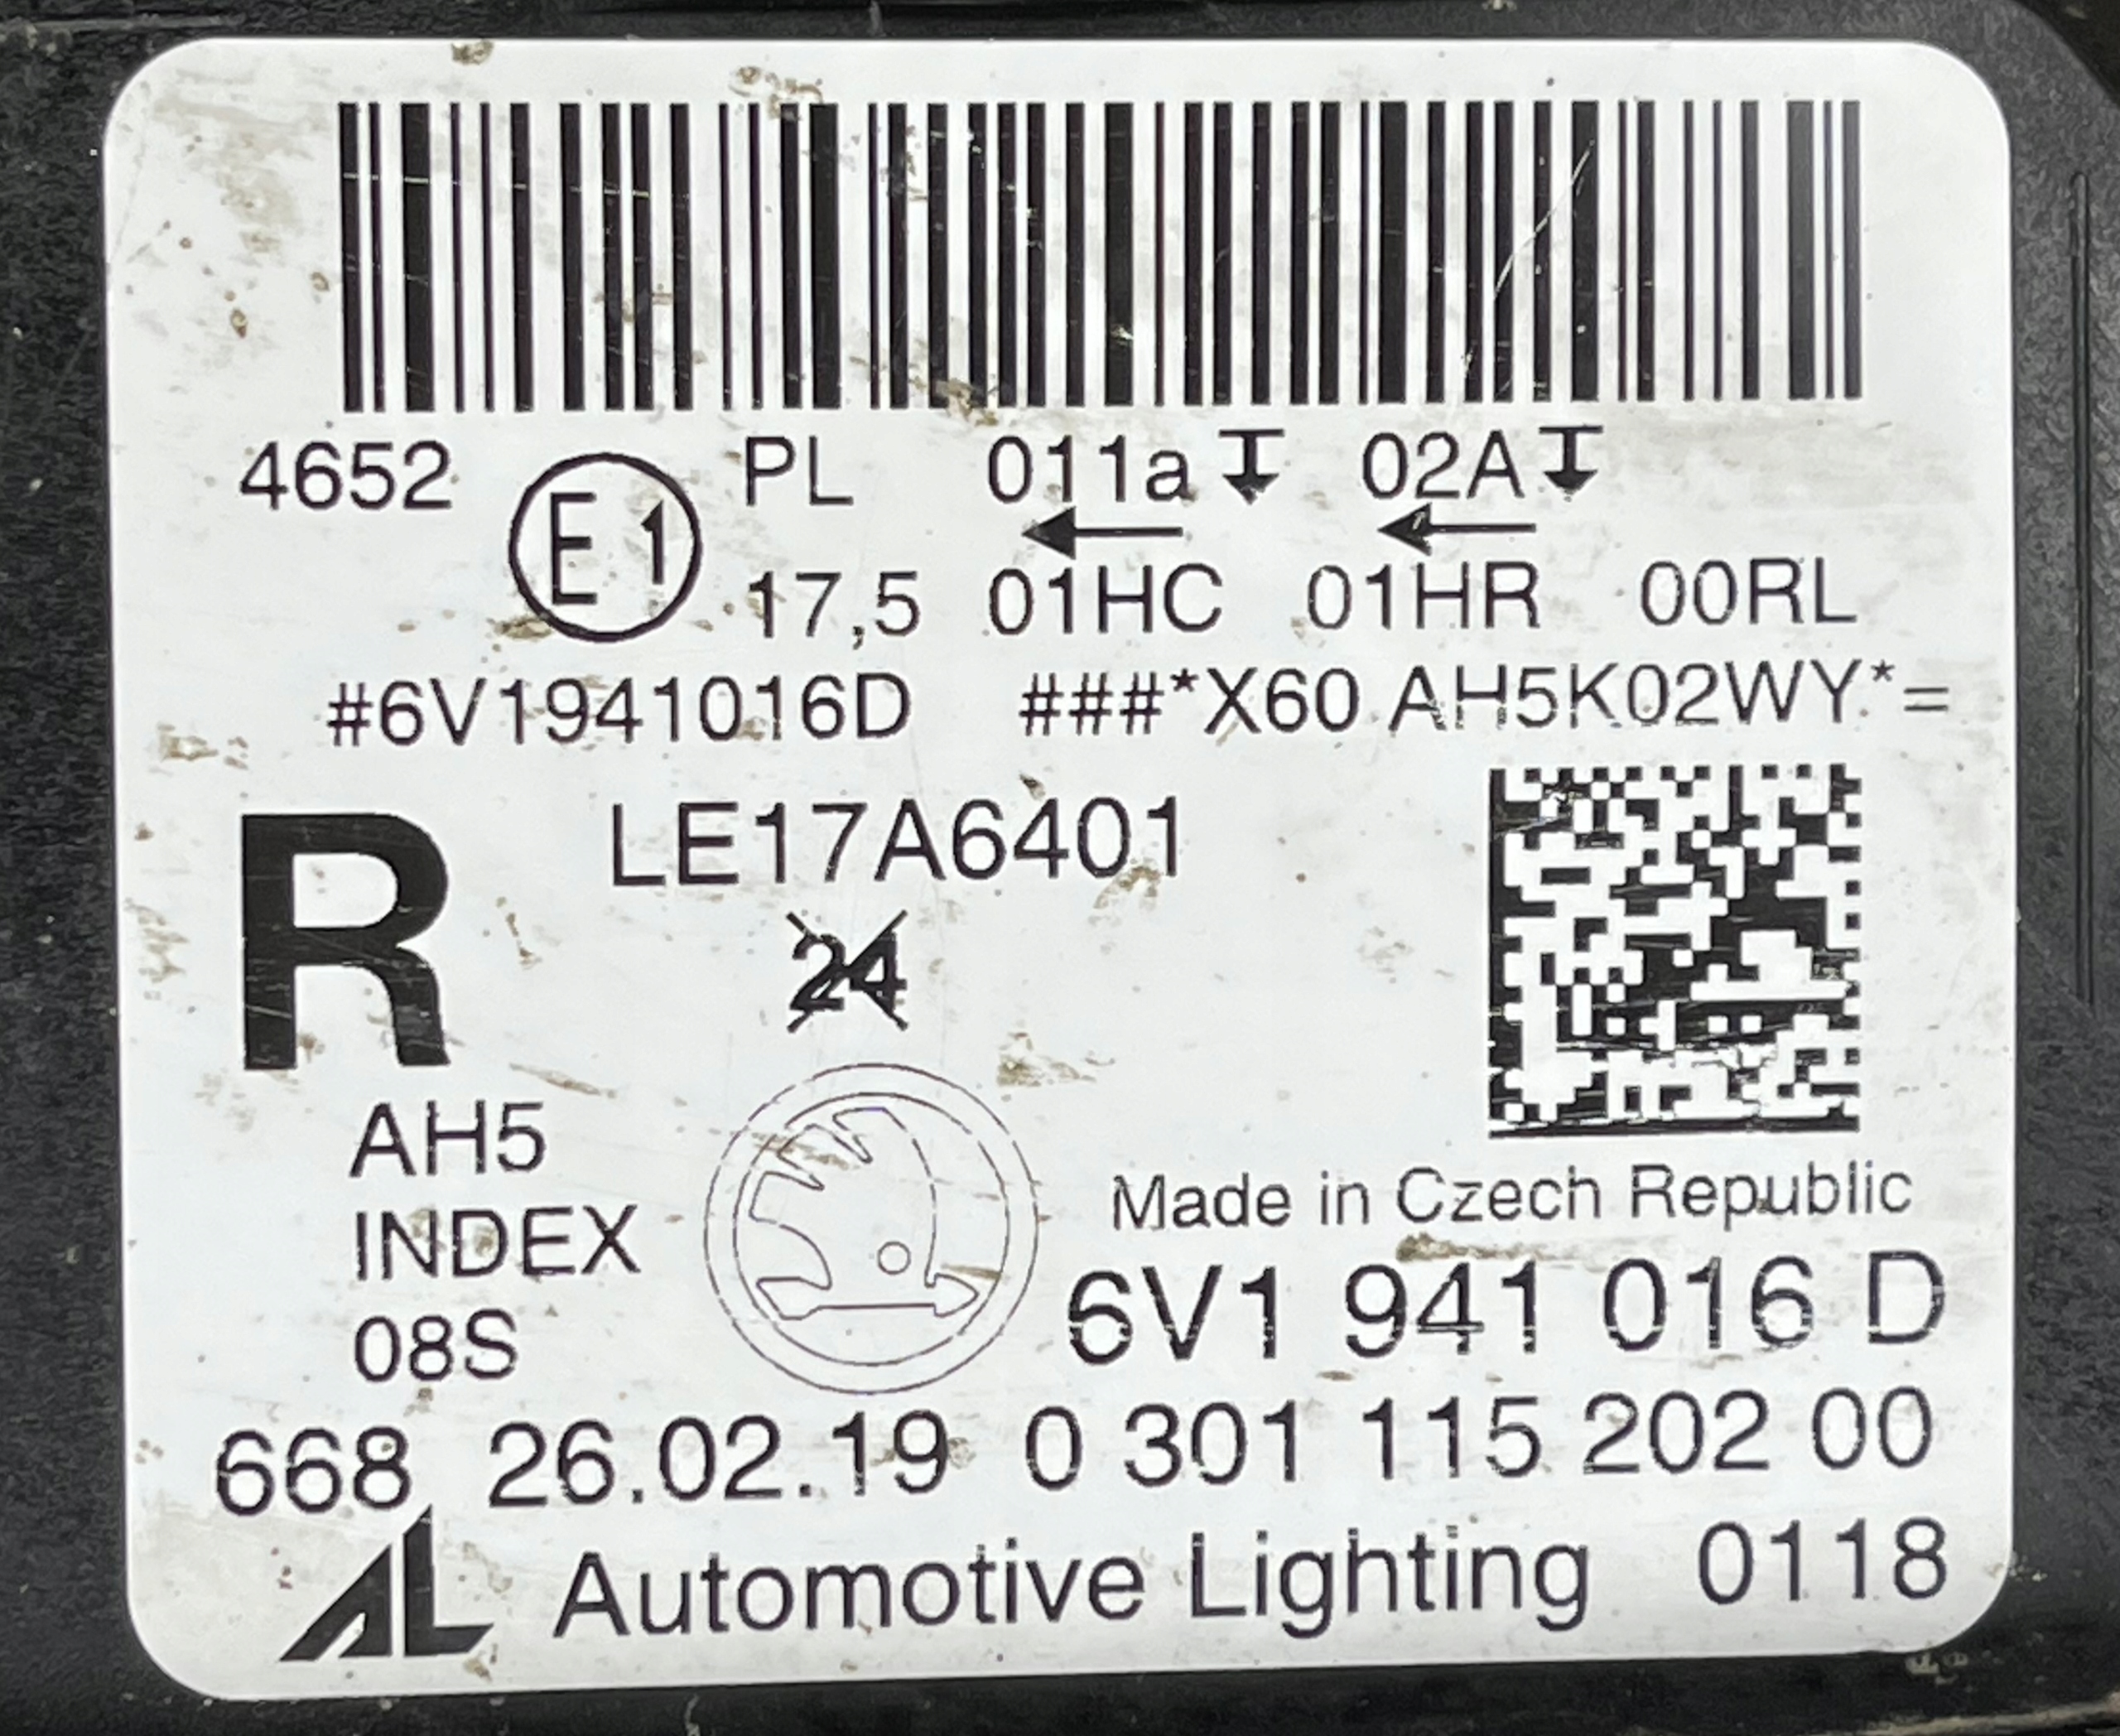 4652 E1 PL 011a 02A
17,5 01HC 01HR 00RL
#6V1941016D ###*X60 AH5K02WY*=
R LE17A6401
24
AH5
INDEX
08S
Made in Czech Republic
6V1 941 016 D
668 26.02.19 0 301 115 202 00
AL Automotive Lighting 0118